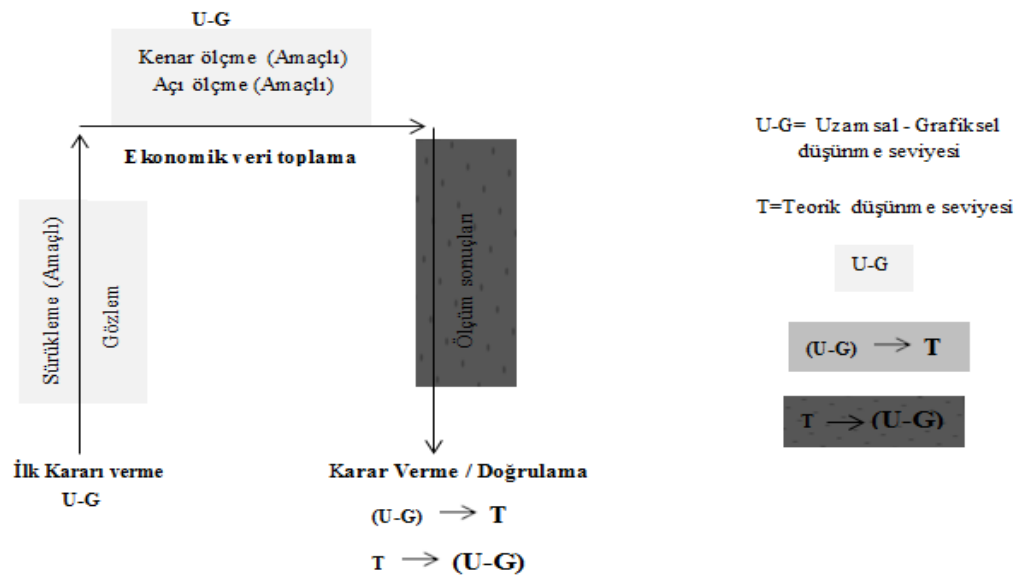 U-G
Kenar ölçme (Amaçlı)
Açı ölçme (Amaçlı)
Ekonomik veri toplama
Sürükleme (Amaçlı)
Gözlem
Ölçüm sonuçları
İlk Kararı verme
U-G
Karar Verme / Doğrulama
(U-G) → T
T → (U-G)
U-G= Uzamsal - Grafiksel
düşünme seviyesi
T=Teorik düşünme seviyesi
U-G
(U-G) → T
T → (U-G)